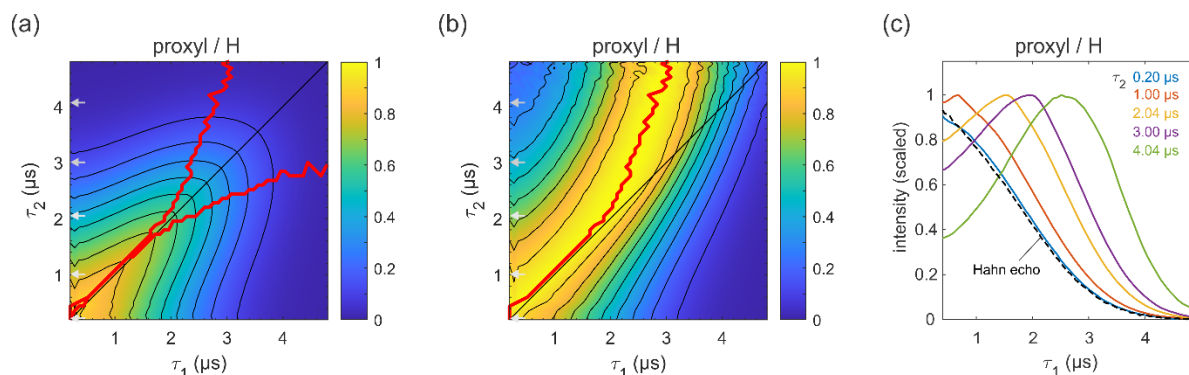 (a)
proxyl / H
τ2 (µs)
4
3
2
1
1
2
3
4
τ1 (µs)
1
0.8
0.6
0.4
0.2
0
(b)
proxyl / H
τ2 (µs)
4
3
2
1
1
2
3
4
τ1 (µs)
1
0.8
0.6
0.4
0.2
0
(c)
proxyl / H
intensity (scaled)
1
0.8
0.6
0.4
0.2
0
τ2 0.20 µs
1.00 µs
2.04 µs
3.00 µs
4.04 µs
Hahn echo
1
2
3
4
τ1 (µs)